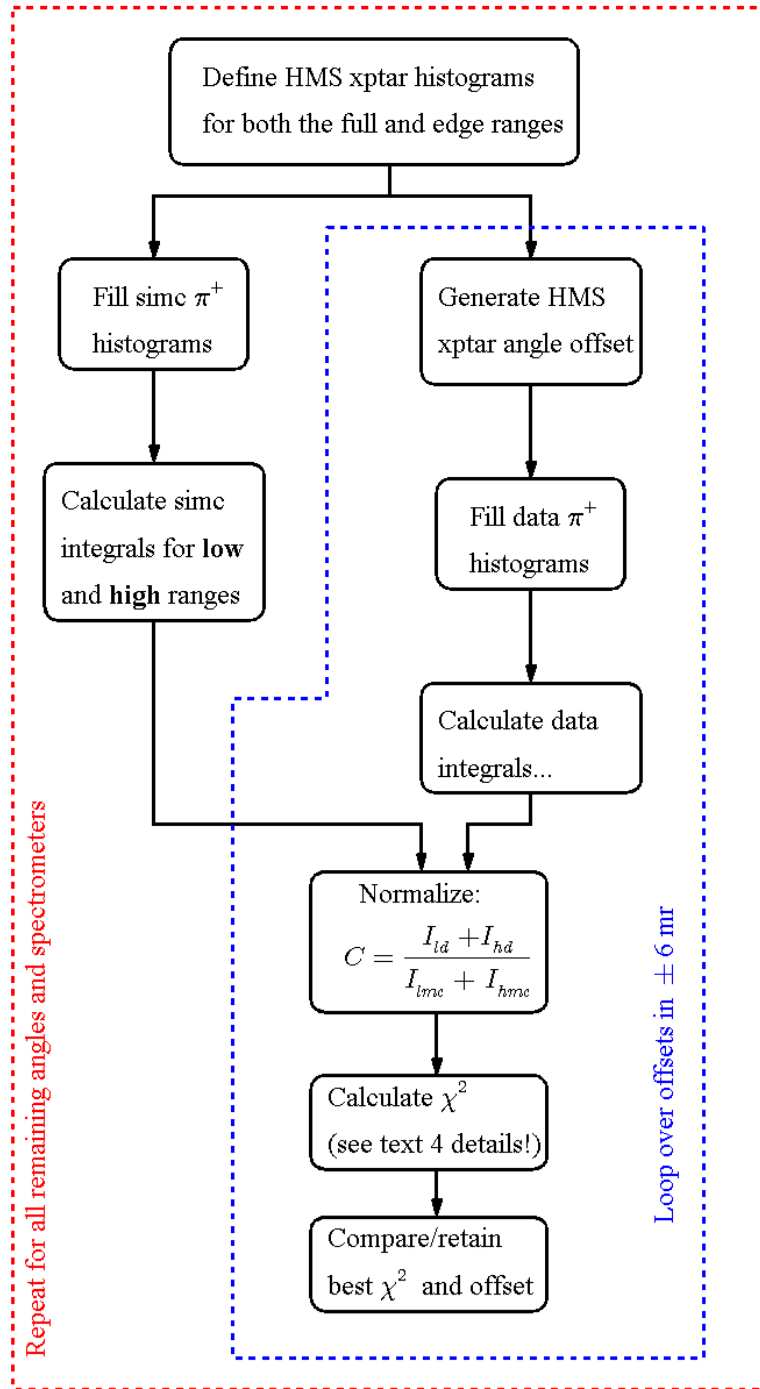 Define HMS xptar histograms
for both the full and edge ranges
Fill simc π⁺
histograms
Generate HMS
xptar angle offset
Calculate simc
integrals for low
and high ranges
Fill data π⁺
histograms
Calculate data
integrals...
Normalize:
C = (I_ld + I_hd) / (I_lmc + I_hmc)
Calculate χ²
(see text 4 details!)
Compare/retain
best χ² and offset
Repeat for all remaining angles and spectrometers
Loop over offsets in ± 6 mr